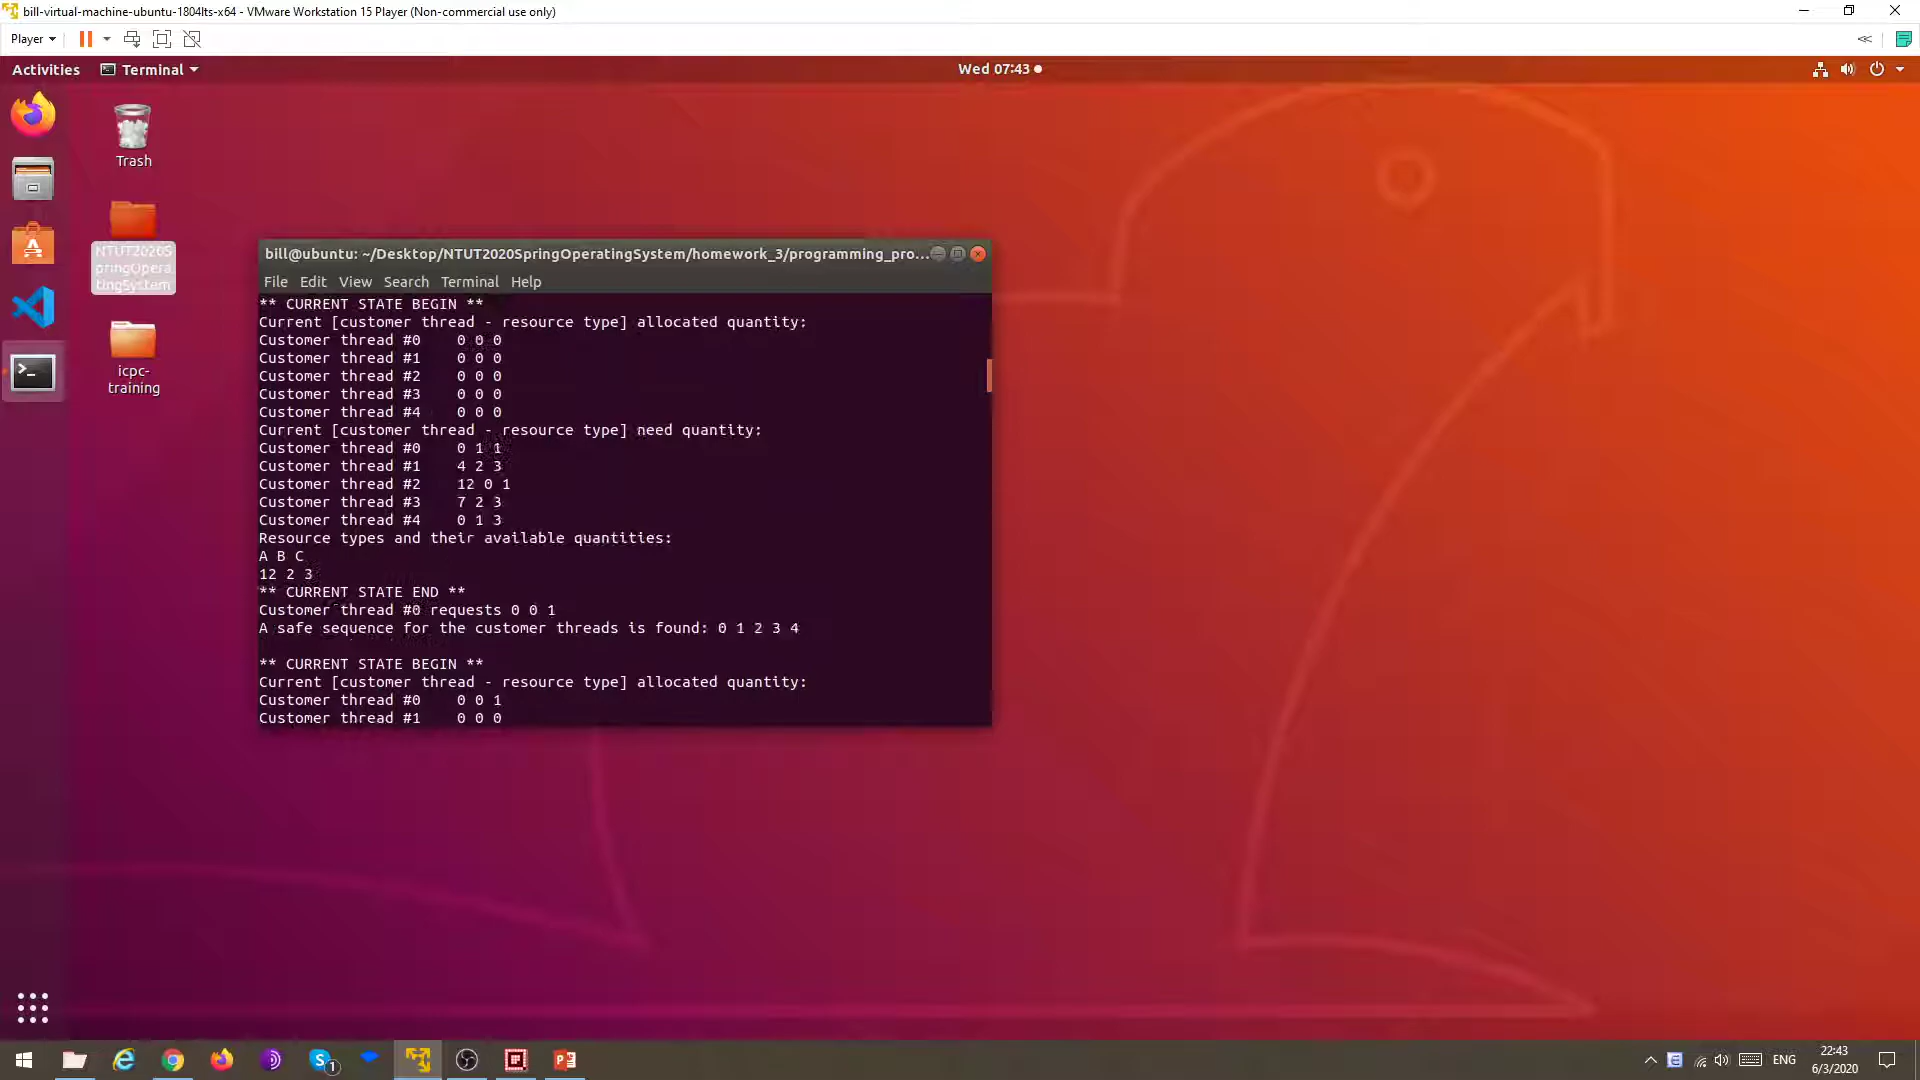 bill-virtual-machine-ubuntu-1804lts-x64 - VMware Workstation 15 Player (Non-commercial use only)
Player
Activities
Terminal
Wed 07:43
Trash
NTUT2020S
pringOpera
tingSystem
icpc-
training
bill@ubuntu: ~/Desktop/NTUT2020SpringOperatingSystem/homework_3/programming_pro...
File Edit View Search Terminal Help
** CURRENT STATE BEGIN **
Current [customer thread - resource type] allocated quantity:
Customer thread #0    0 0 0
Customer thread #1    0 0 0
Customer thread #2    0 0 0
Customer thread #3    0 0 0
Customer thread #4    0 0 0
Current [customer thread - resource type] need quantity:
Customer thread #0    0 1 1
Customer thread #1    4 2 3
Customer thread #2    12 0 1
Customer thread #3    7 2 3
Customer thread #4    0 1 3
Resource types and their available quantities:
A B C
12 2 3
** CURRENT STATE END **
Customer thread #0 requests 0 0 1
A safe sequence for the customer threads is found: 0 1 2 3 4
** CURRENT STATE BEGIN **
Current [customer thread - resource type] allocated quantity:
Customer thread #0    0 0 1
Customer thread #1    0 0 0
ENG
22:43
6/3/2020